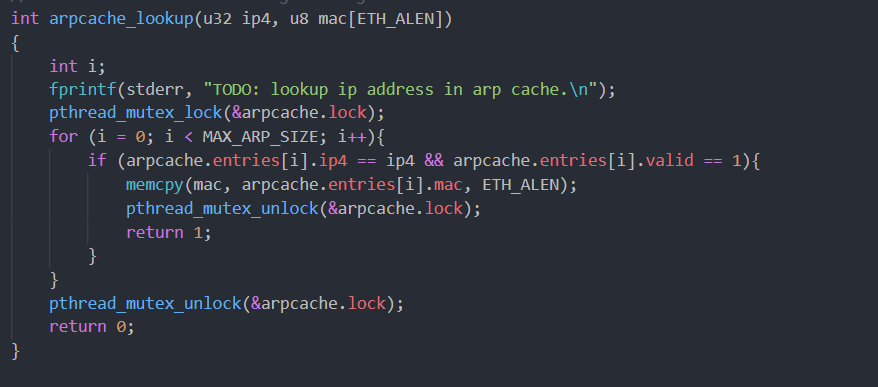 int arpcache_lookup(u32 ip4, u8 mac[ETH_ALEN])
{
    int i;
    fprintf(stderr, "TODO: lookup ip address in arp cache.\n");
    pthread_mutex_lock(&arpcache.lock);
    for (i = 0; i < MAX_ARP_SIZE; i++){
        if (arpcache.entries[i].ip4 == ip4 && arpcache.entries[i].valid == 1){
            memcpy(mac, arpcache.entries[i].mac, ETH_ALEN);
            pthread_mutex_unlock(&arpcache.lock);
            return 1;
        }
    }
    pthread_mutex_unlock(&arpcache.lock);
    return 0;
}